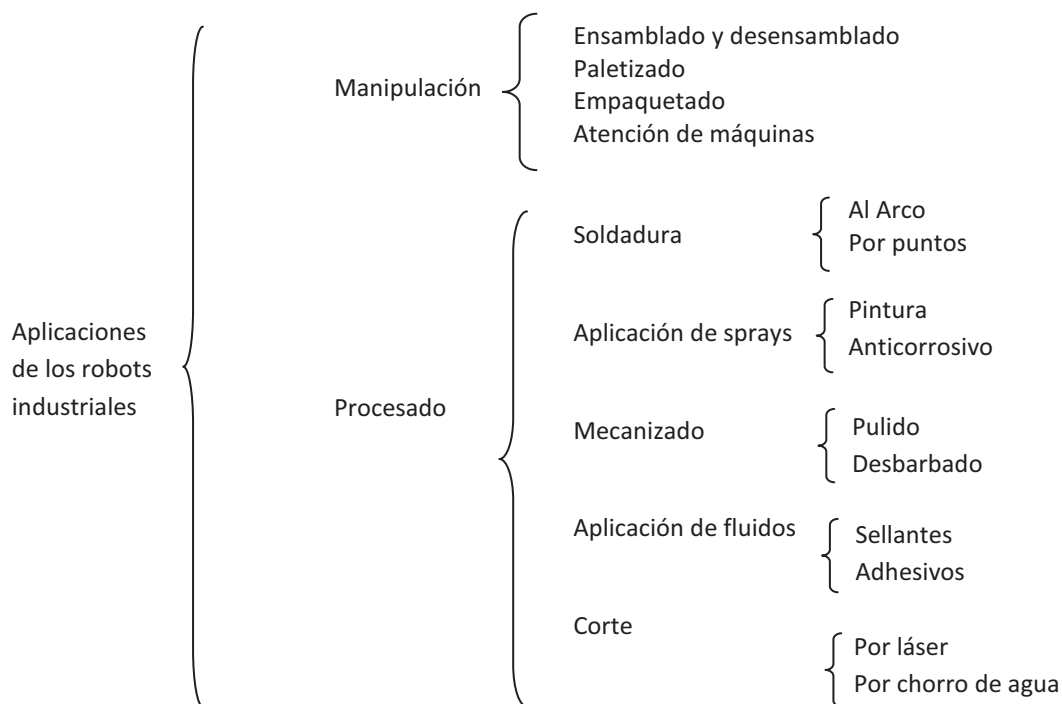 Aplicaciones
de los robots
industriales
Manipulación
Ensamblado y desensamblado
Paletizado
Empaquetado
Atención de máquinas
Procesado
Soldadura
Al Arco
Por puntos
Aplicación de sprays
Pintura
Anticorrosivo
Mecanizado
Pulido
Desbarbado
Aplicación de fluidos
Sellantes
Adhesivos
Corte
Por láser
Por chorro de agua